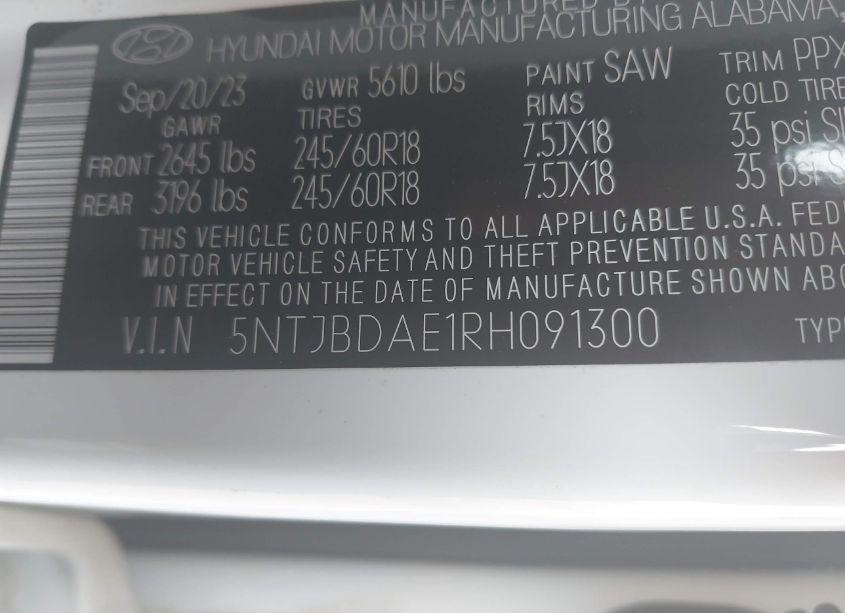 MANUFACTURED BY
HYUNDAI MOTOR MANUFACTURING ALABAMA,
Sep/20/23 GVWR 5610 lbs PAINT SAW TRIM PPX
GAWR TIRES RIMS COLD TIRE
FRONT 2645 lbs 245/60R18 7.5JX18 35 psi
REAR 3196 lbs 245/60R18 7.5JX18 35 psi
THIS VEHICLE CONFORMS TO ALL APPLICABLE U.S.A. FED
MOTOR VEHICLE SAFETY AND THEFT PREVENTION STANDA
IN EFFECT ON THE DATE OF MANUFACTURE SHOWN ABO
V.I.N 5NTJBDAE1RH091300 TYPE